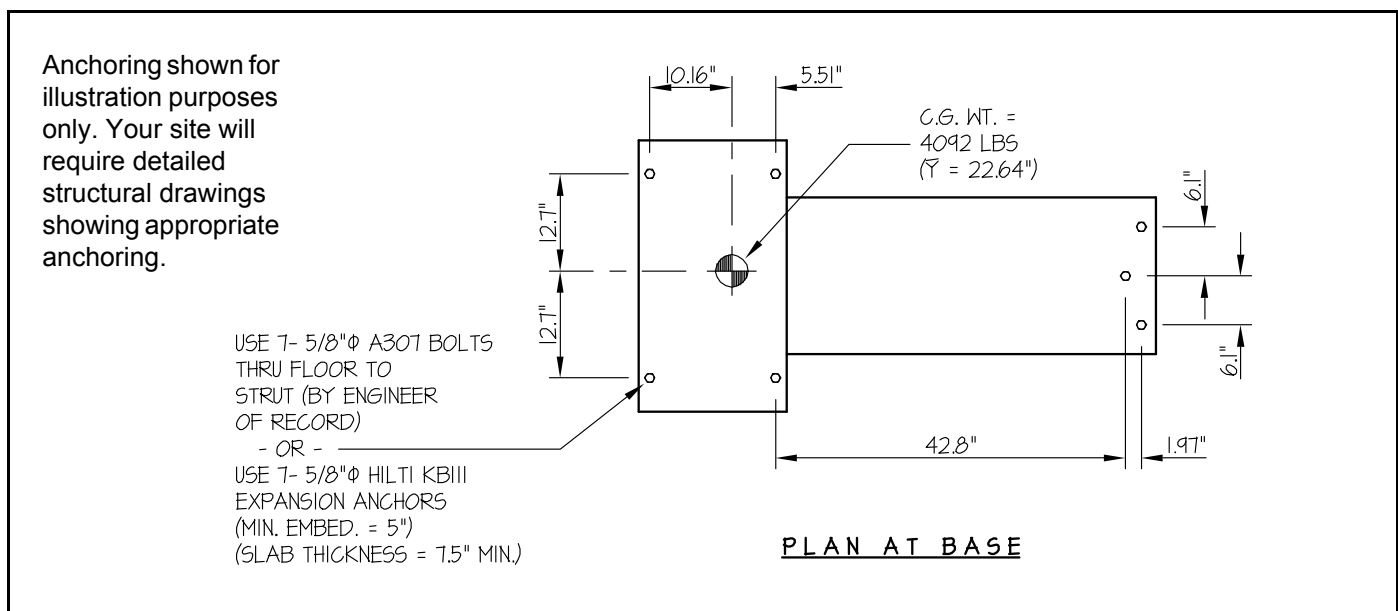 Anchoring shown for
illustration purposes
only. Your site will
require detailed
structural drawings
showing appropriate
anchoring.
10.16"
5.51"
C.G. WT. =
4092 LBS
(Y̅ = 22.64")
6.1"
12.7"
12.7"
6.1"
USE 7- 5/8"Φ A307 BOLTS
THRU FLOOR TO
STRUT (BY ENGINEER
OF RECORD)
- OR -
USE 7- 5/8"Φ HILTI KBIII
EXPANSION ANCHORS
(MIN. EMBED. = 5")
(SLAB THICKNESS = 7.5" MIN.)
42.8"
1.97"
PLAN AT BASE